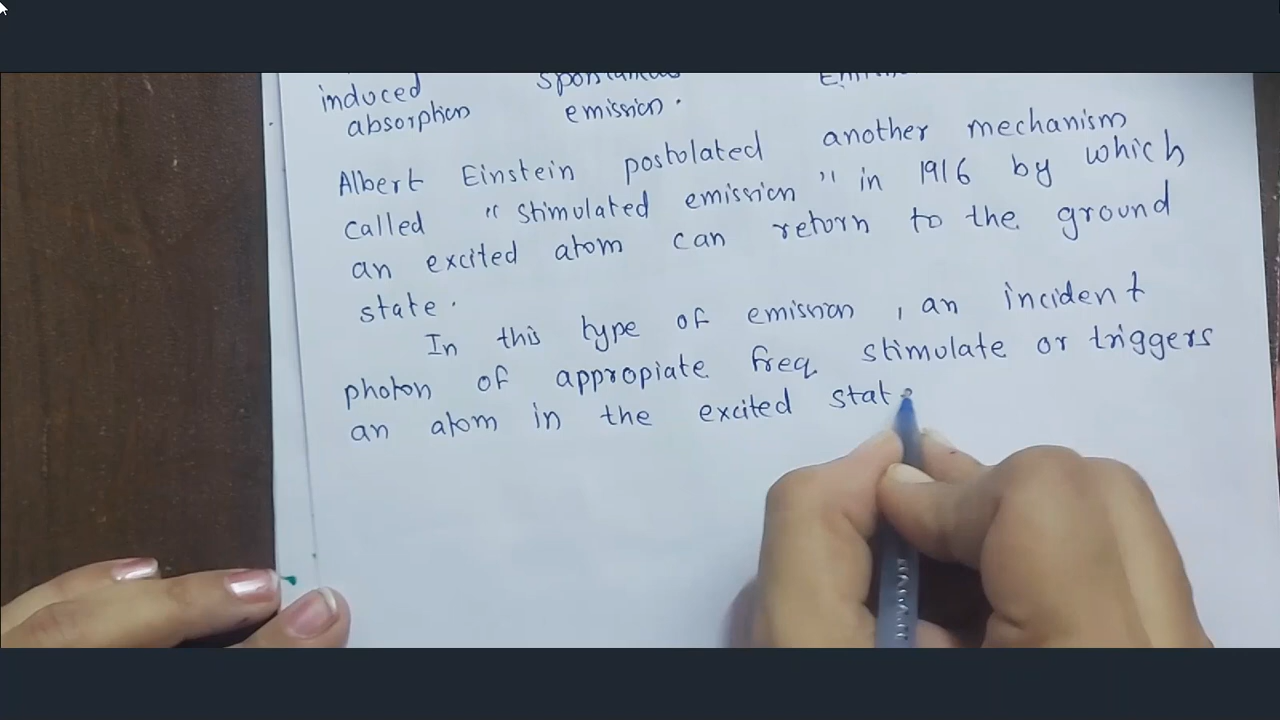 induced
absorption emission.
Albert Einstein postolated another mechanism
called "stimolated emission" in 1916 by which
an excited atom can return to the ground
state.
In this type of emission, an incident
photon of appropiate freq stimolate or triggers
an atom in the excited stat